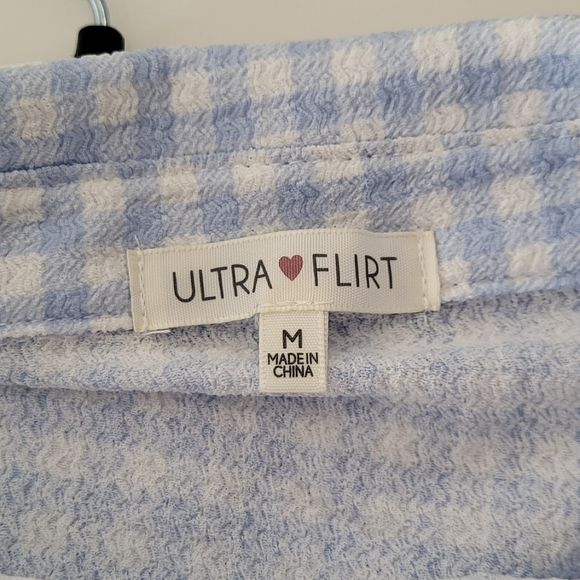 ULTRA ♥ FLIRT
M
MADE IN
CHINA